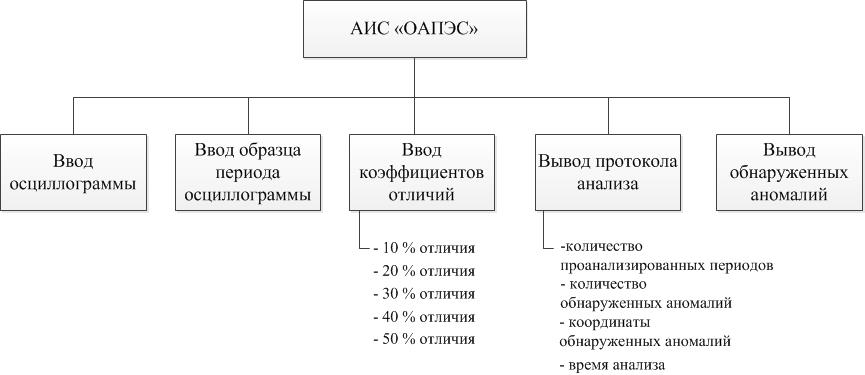 АИС «ОАПЭС»
Ввод
осциллограммы
Ввод образца
периода
осциллограммы
Ввод
коэффициентов
отличий
Вывод протокола
анализа
Вывод
обнаруженных
аномалий
- 10 % отличия
- 20 % отличия
- 30 % отличия
- 40 % отличия
- 50 % отличия
-количество
проанализированных периодов
- количество
обнаруженных аномалий
- координаты
обнаруженных аномалий
- время анализа